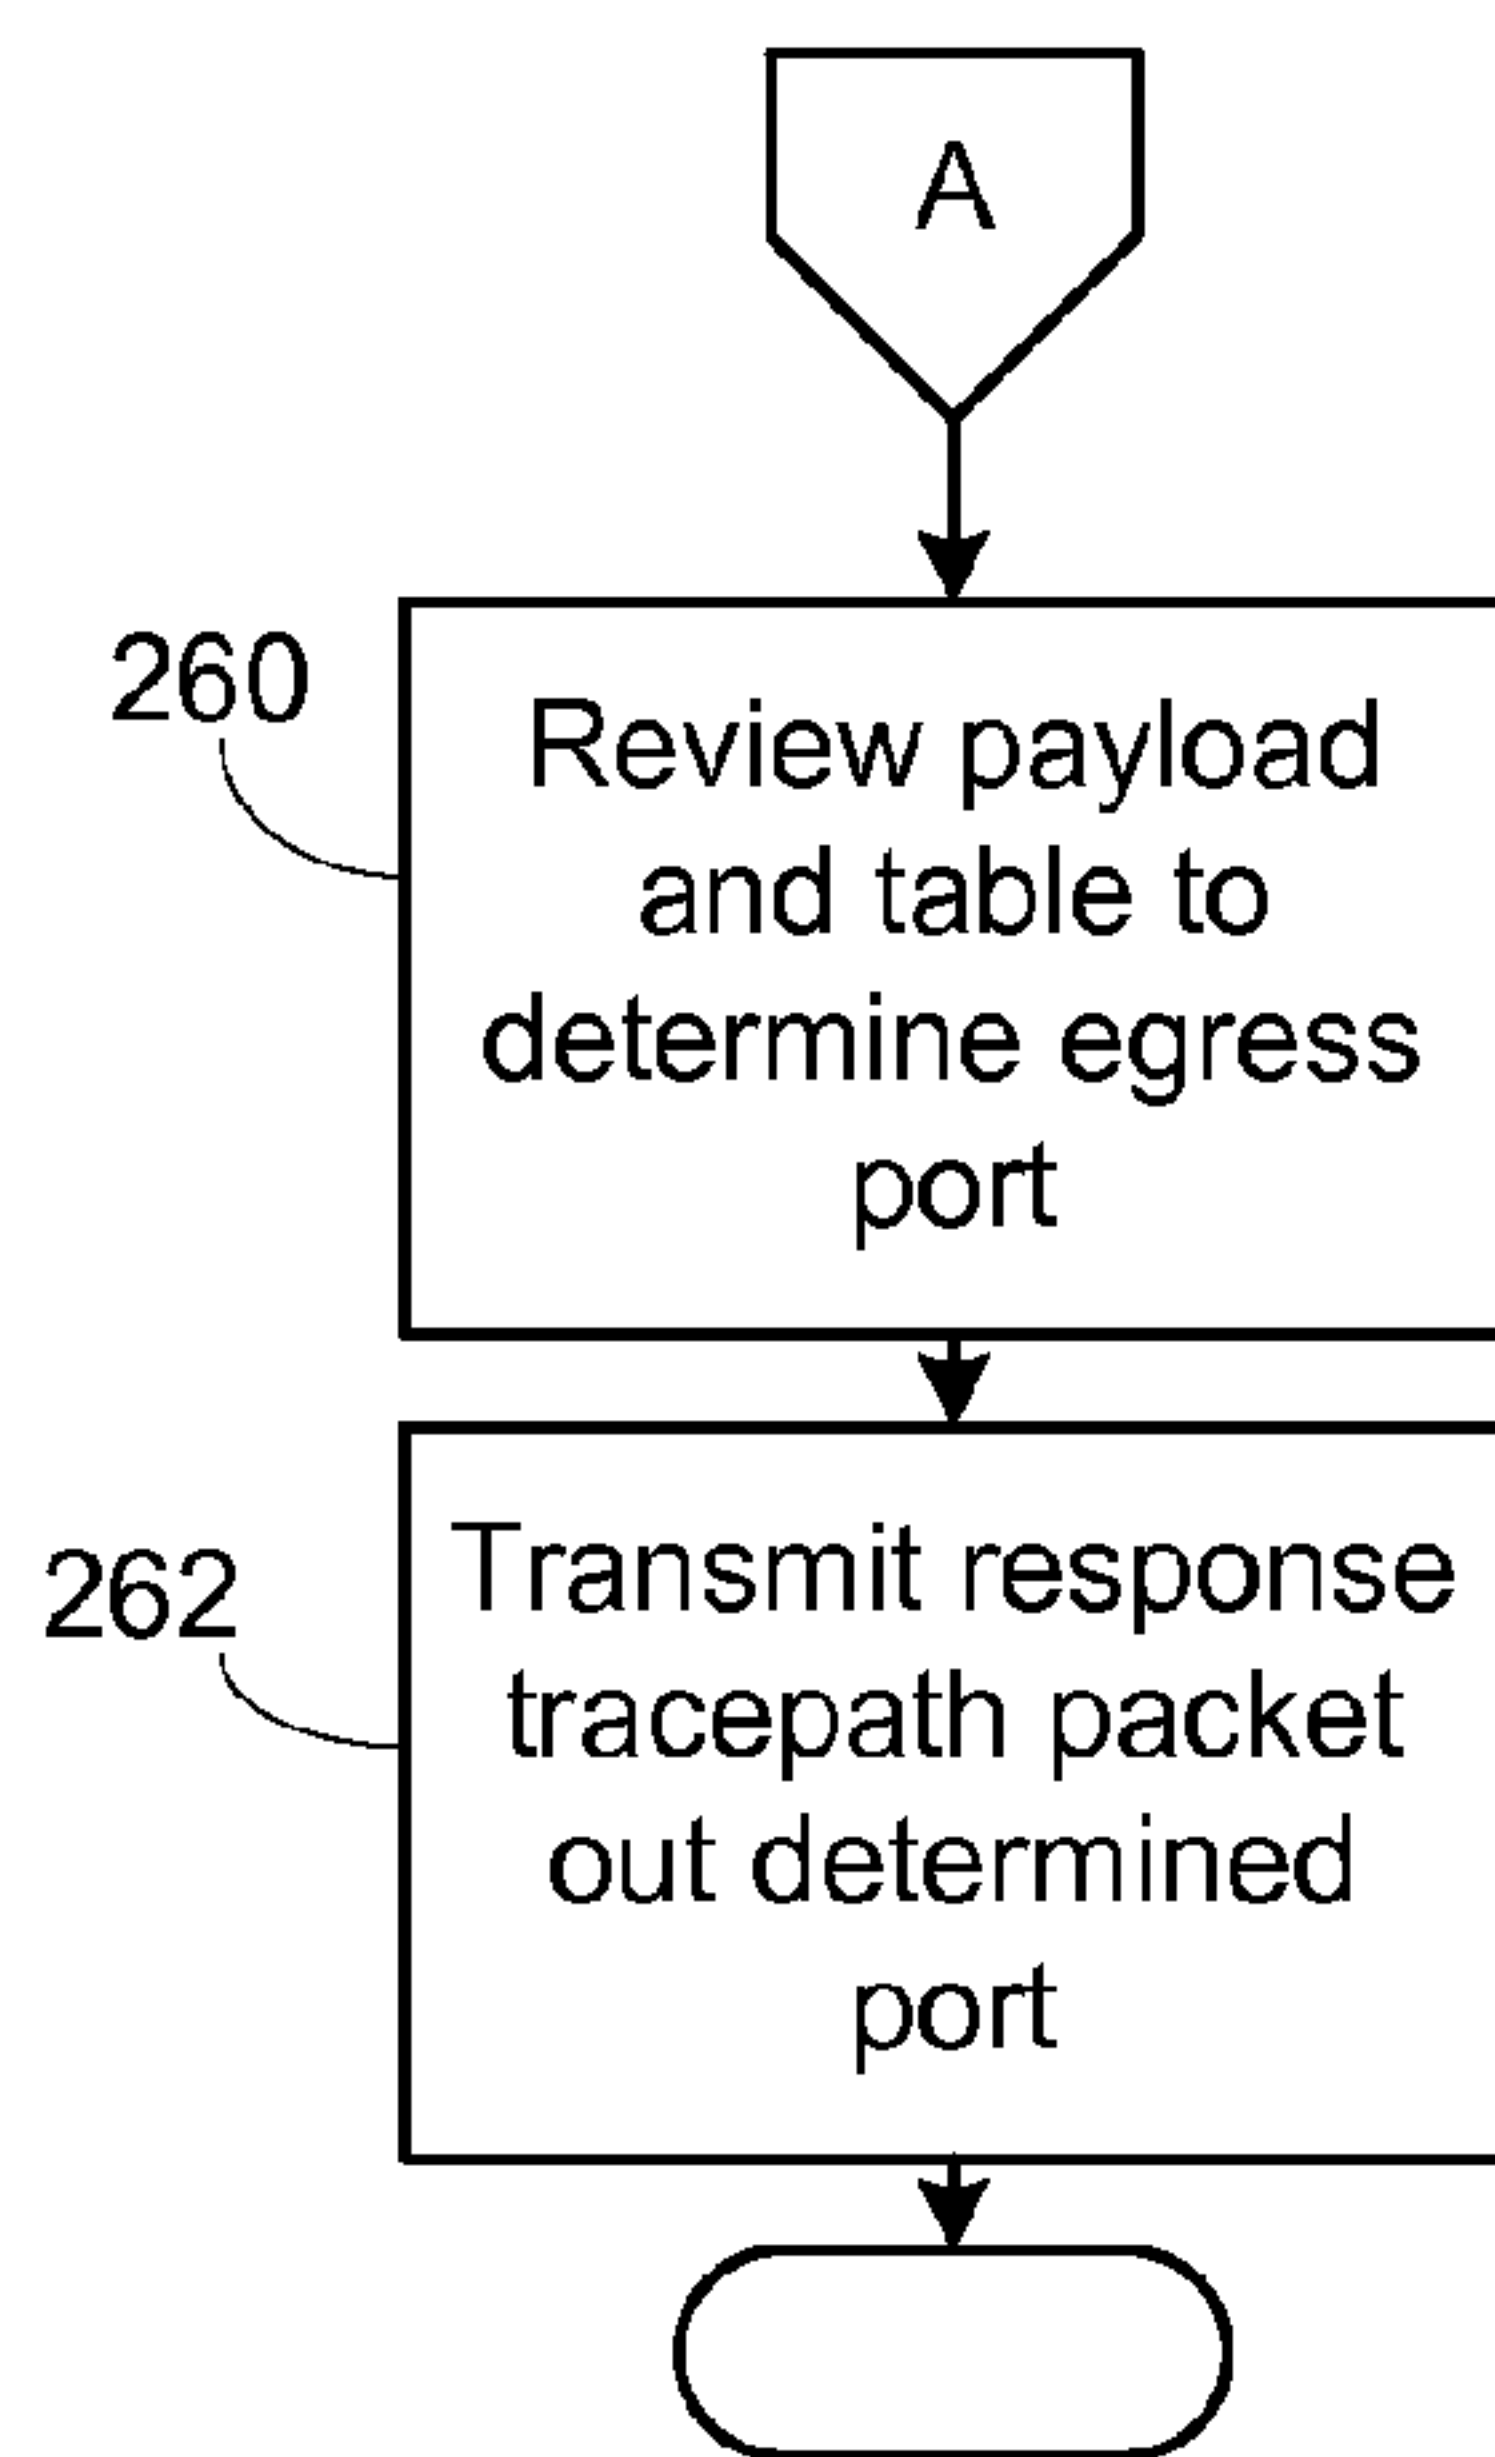 A
260
Review payload
and table to
determine egress
port
262
Transmit response
tracepath packet
out determined
port